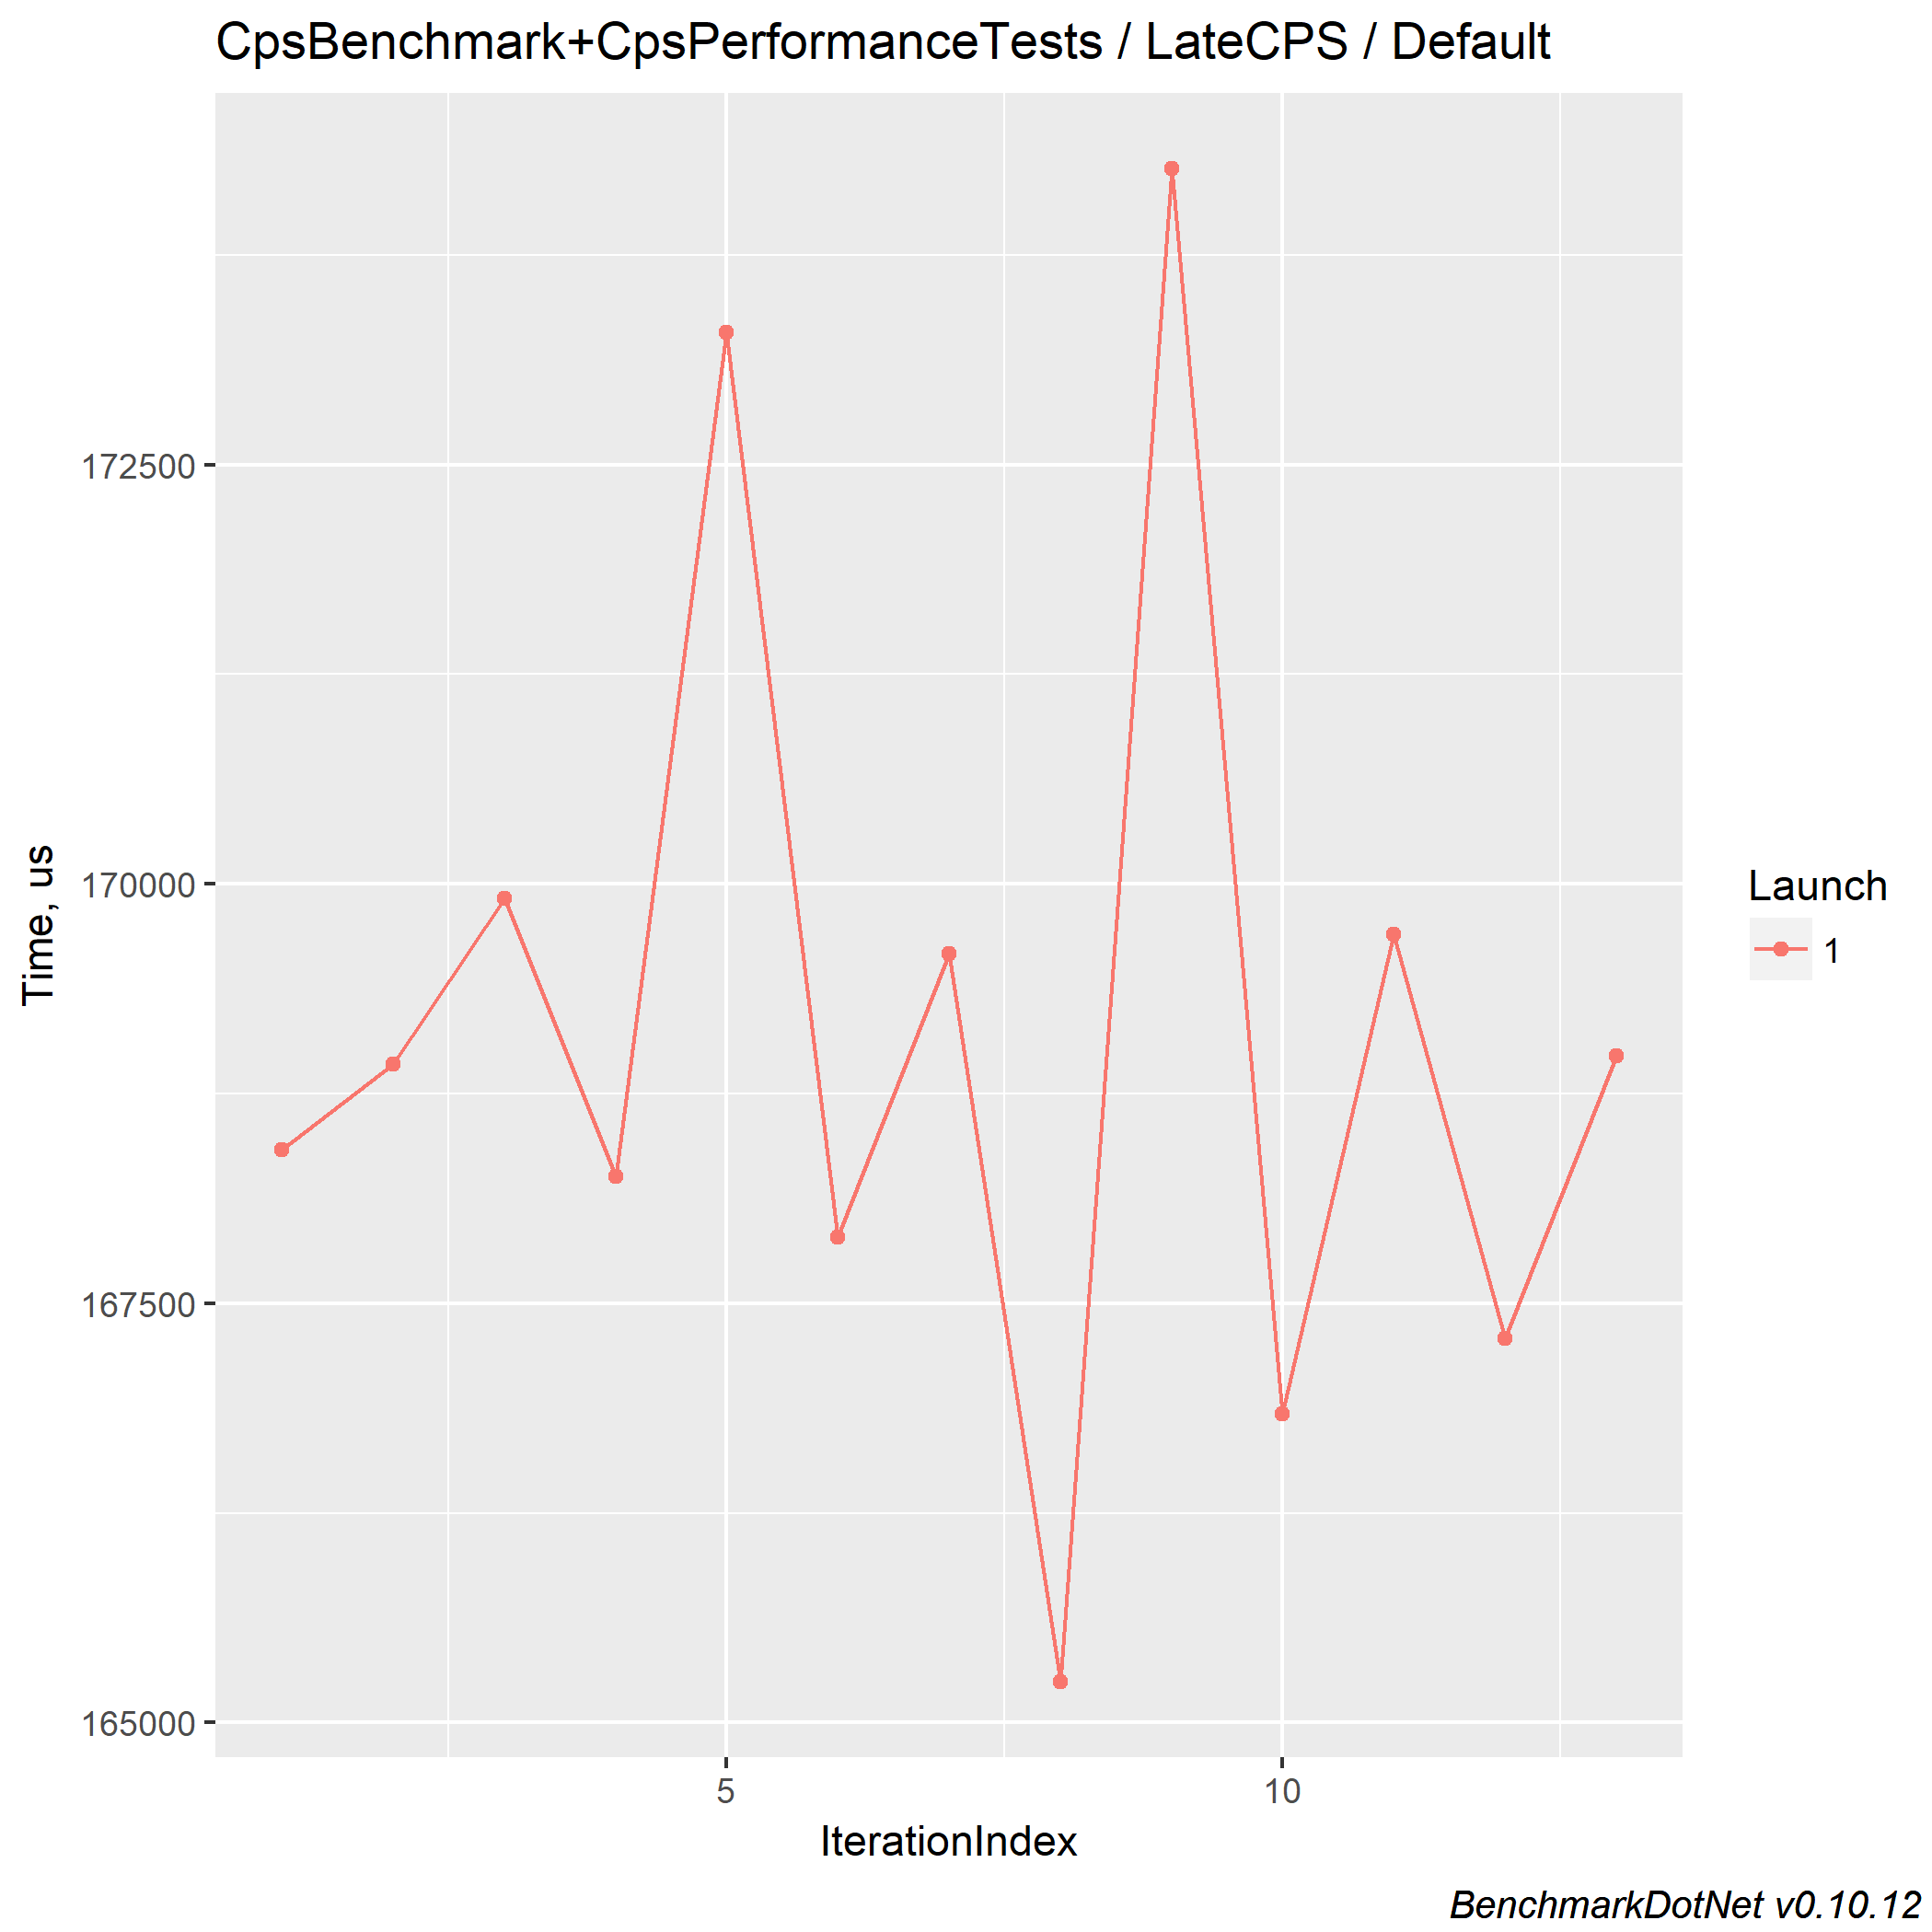 CpsBenchmark+CpsPerformanceTests / LateCPS / Default
Time, us
172500
170000
167500
165000
5
10
IterationIndex
Launch
1
BenchmarkDotNet v0.10.12